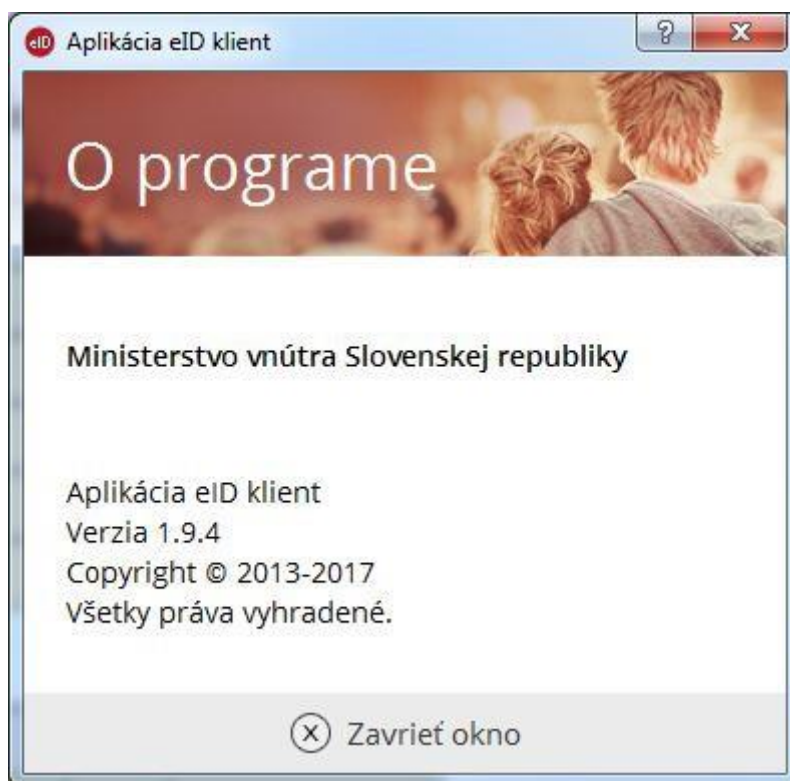 eID Aplikácia eID klient
O programe
Ministerstvo vnútra Slovenskej republiky
Aplikácia eID klient
Verzia 1.9.4
Copyright © 2013-2017
Všetky práva vyhradené.
Zavrieť okno